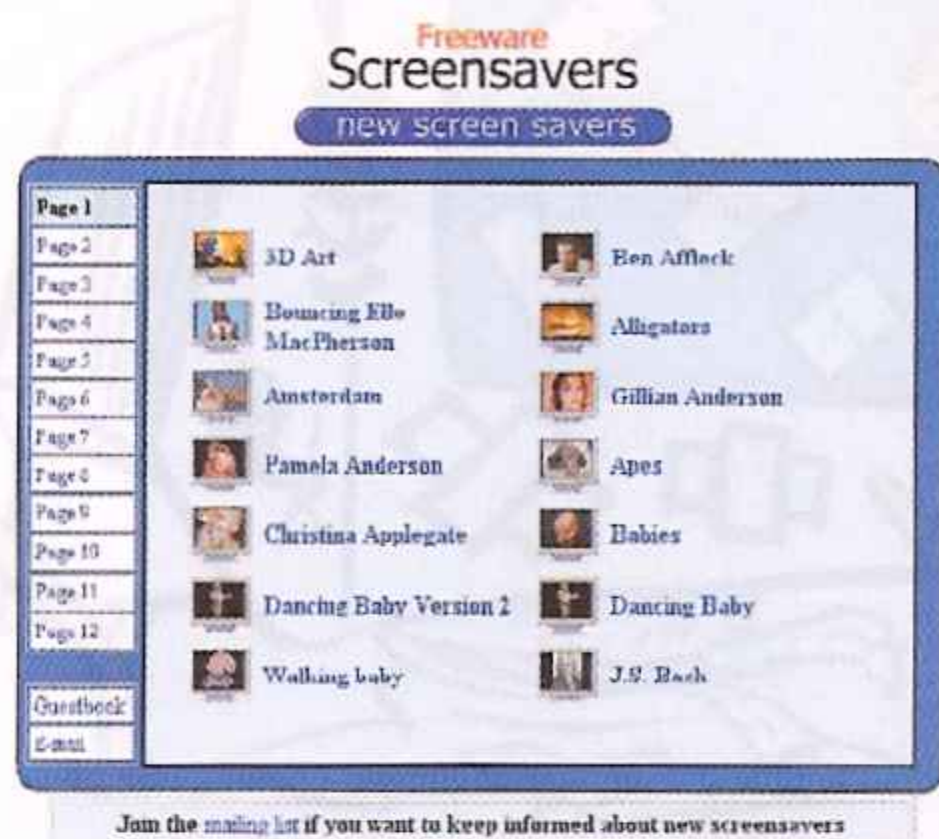 Freeware
Screensavers
new screen savers
Page 1
Page 2
Page 3
Page 4
Page 5
Page 6
Page 7
Page 8
Page 9
Page 10
Page 11
Page 12
Guestbook
E-mail
3D Art
Ben Affleck
Bouncing Elle
MacPherson
Alligators
Amsterdam
Gillian Anderson
Pamela Anderson
Apes
Christina Applegate
Babies
Dancing Baby Version 2
Dancing Baby
Walking baby
J.S. Bach
Join the mailing list if you want to keep informed about new screensavers